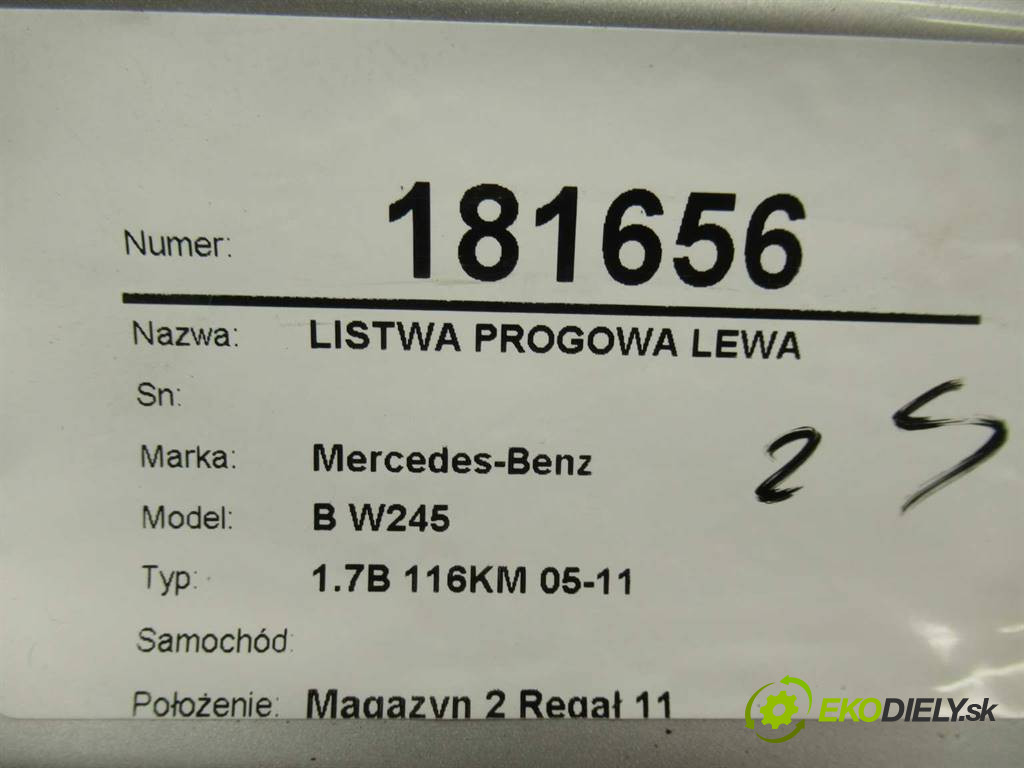 Numer: 181656
Nazwa: LISTWA PROGOWA LEWA
Sn:
Marka: Mercedes-Benz
2 S
Model: B W245
Typ: 1.7B 116KM 05-11
Samochód:
Położenie: Magazyn 2 Regał 11
EKODIELY.sk